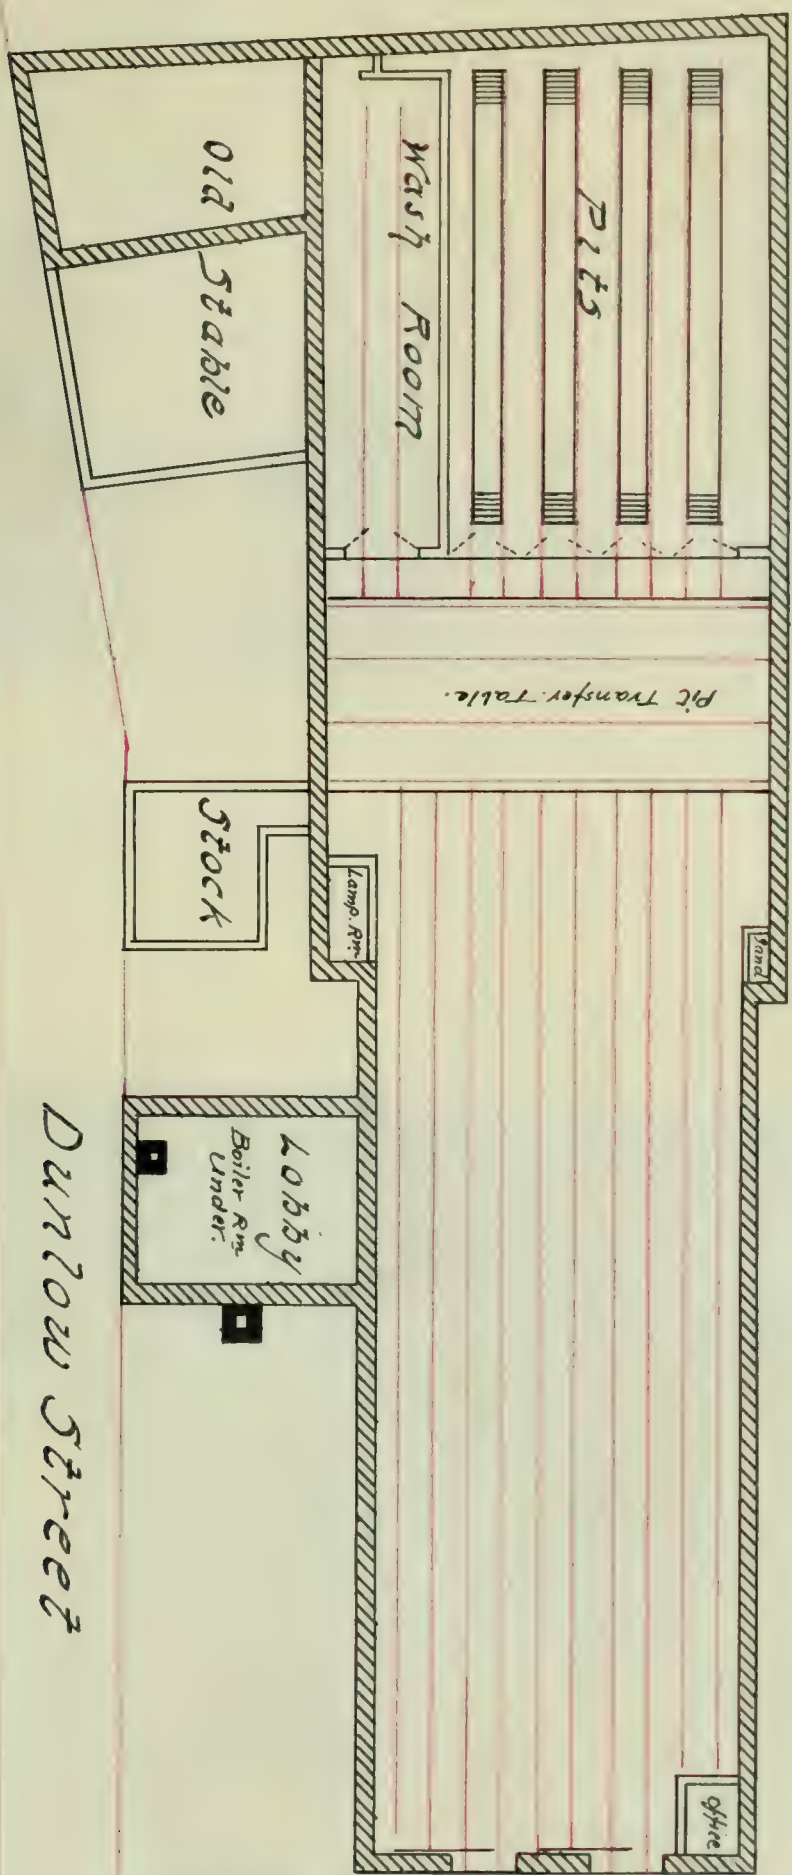 Old Stable
Wash Room
Pits
Pit Transfer Table.
Stock
Lamp. Rm.
Sand
Lobby
Boiler Rm
Under.
Office
Dunlow Street